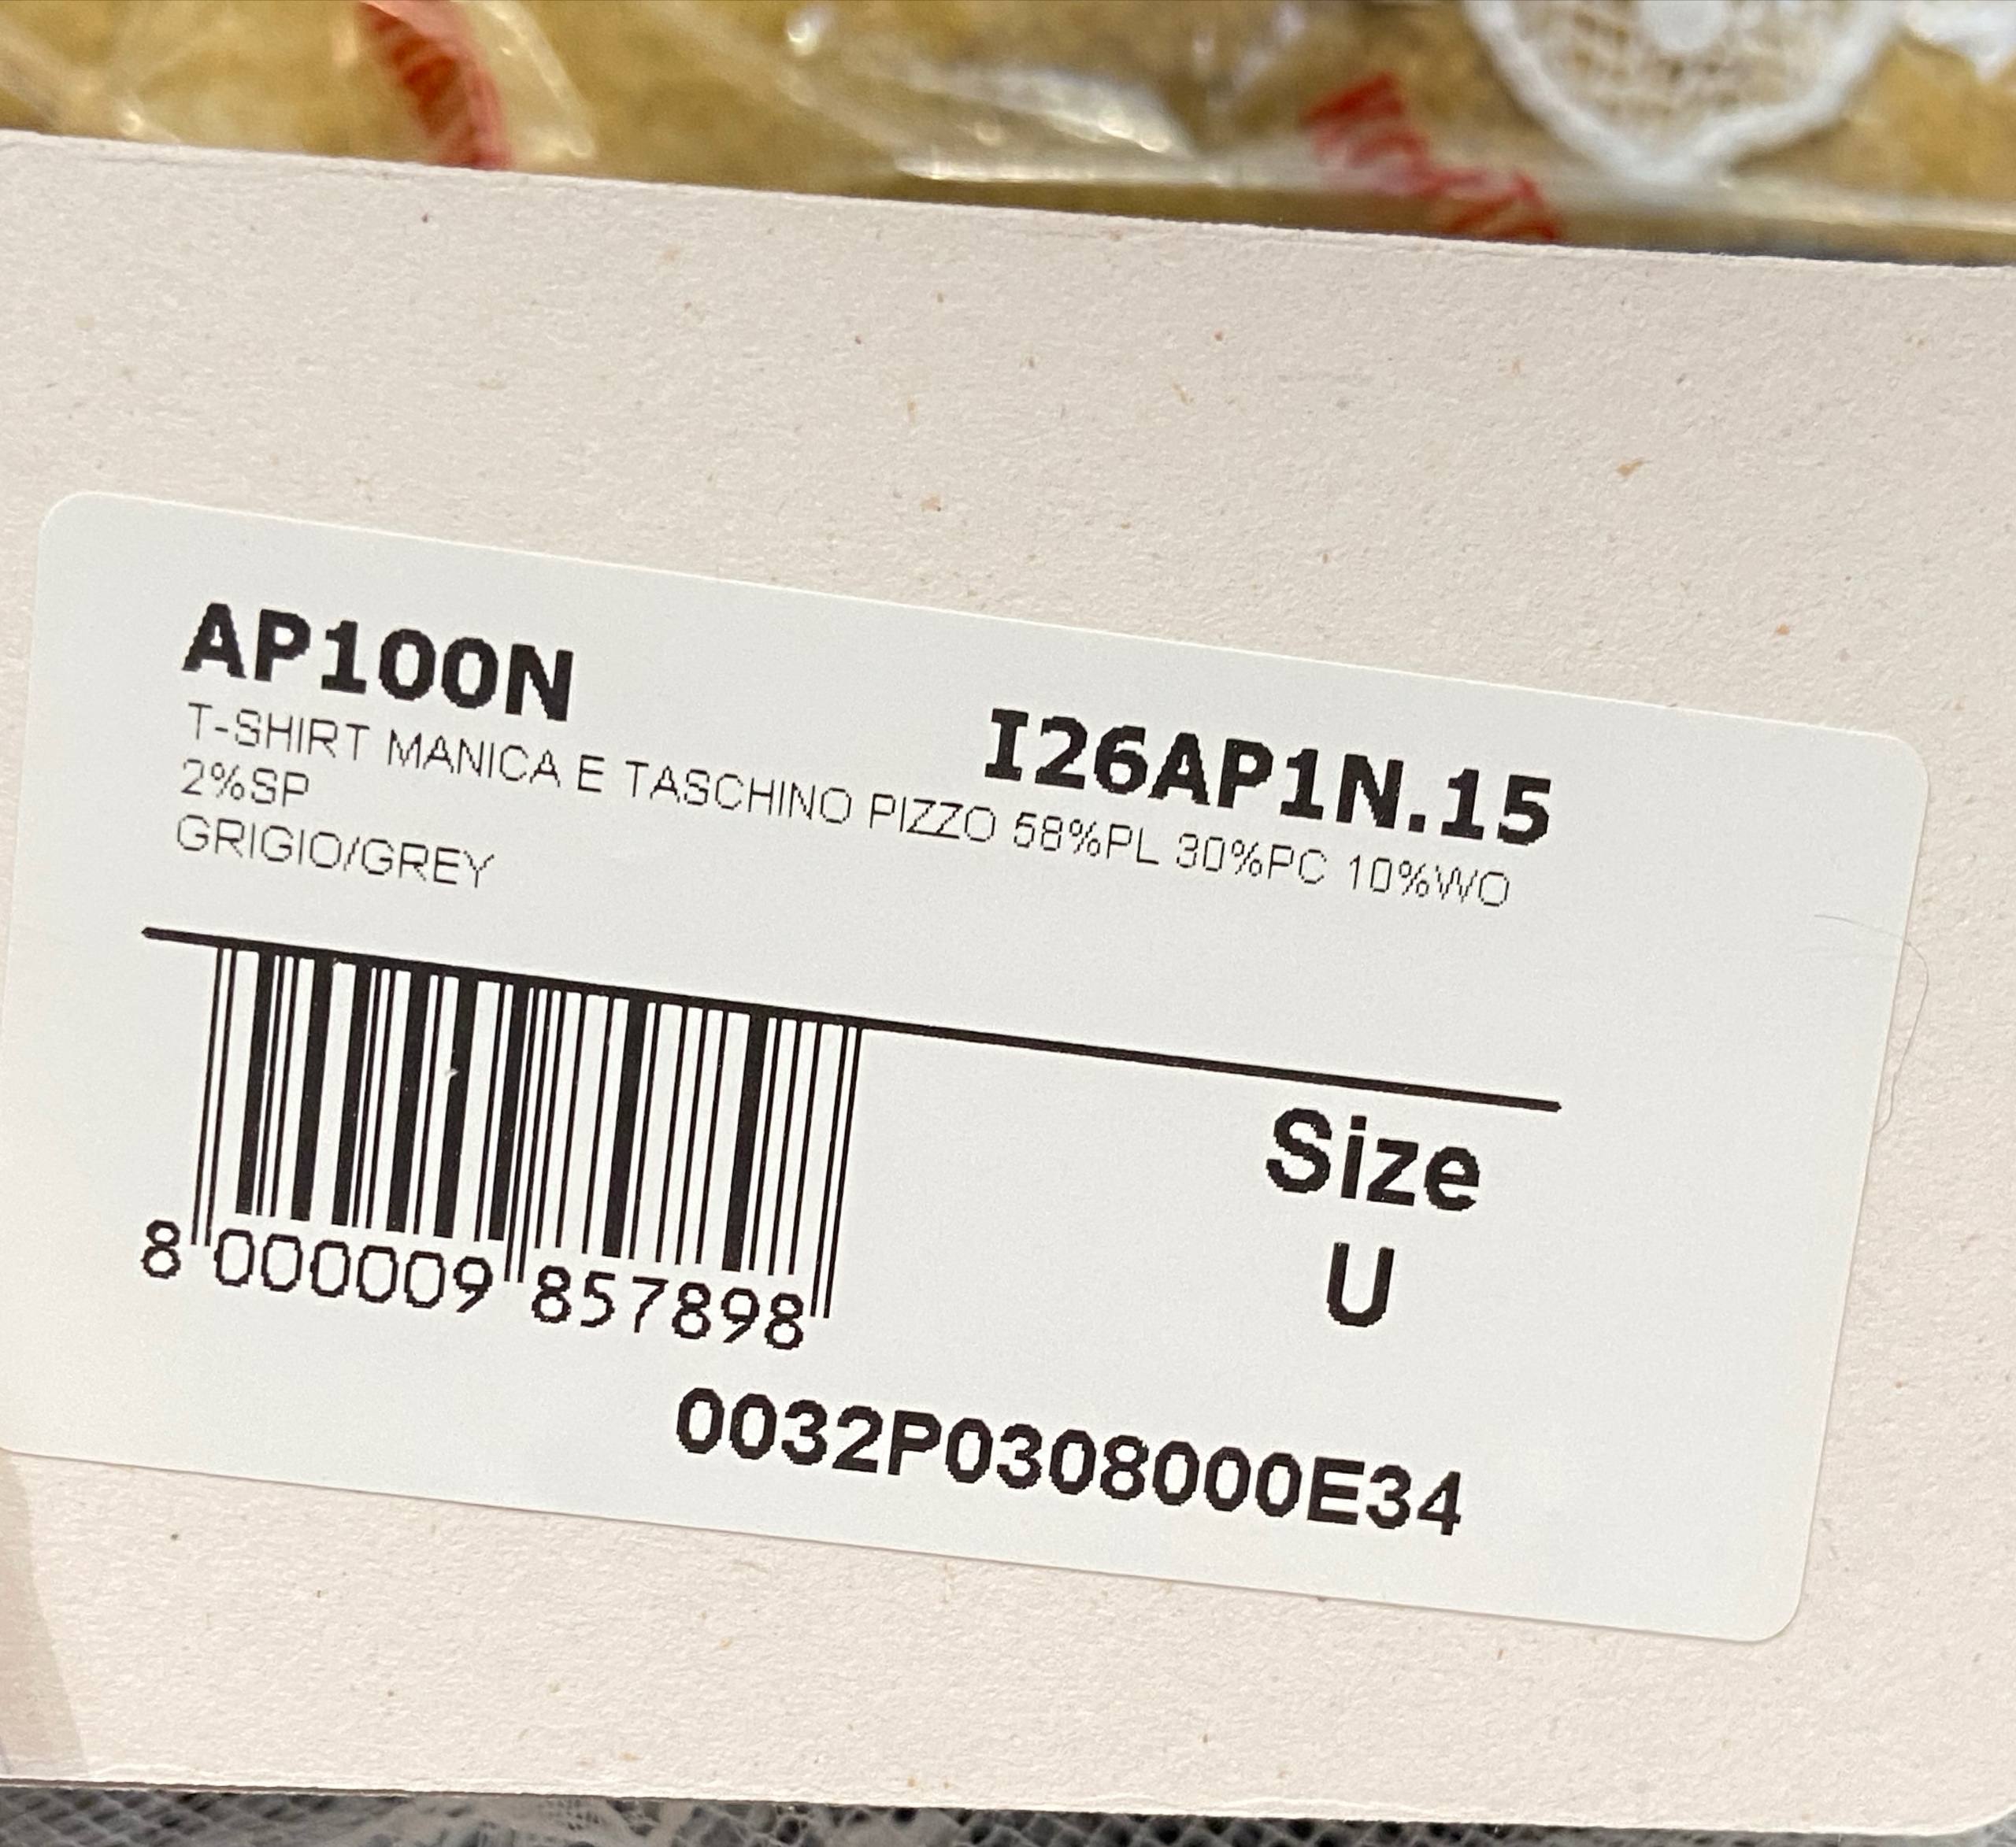 AP100N
I26AP1N.15
T-SHIRT MANICA E TASCHINO PIZZO 58%PL 30%PC 10%WO
2%SP
GRIGIO/GREY
8 000009 857898
Size
U
0032P0308000E34